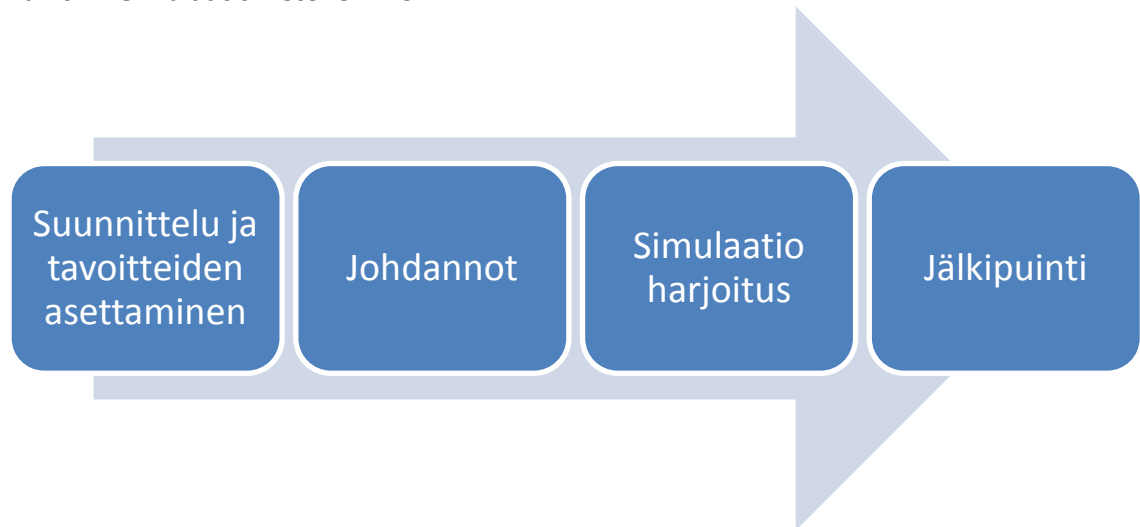 Suunnittelu ja
tavoitteiden
asettaminen
Johdannot
Simulaatio
harjoitus
Jälkipuinti